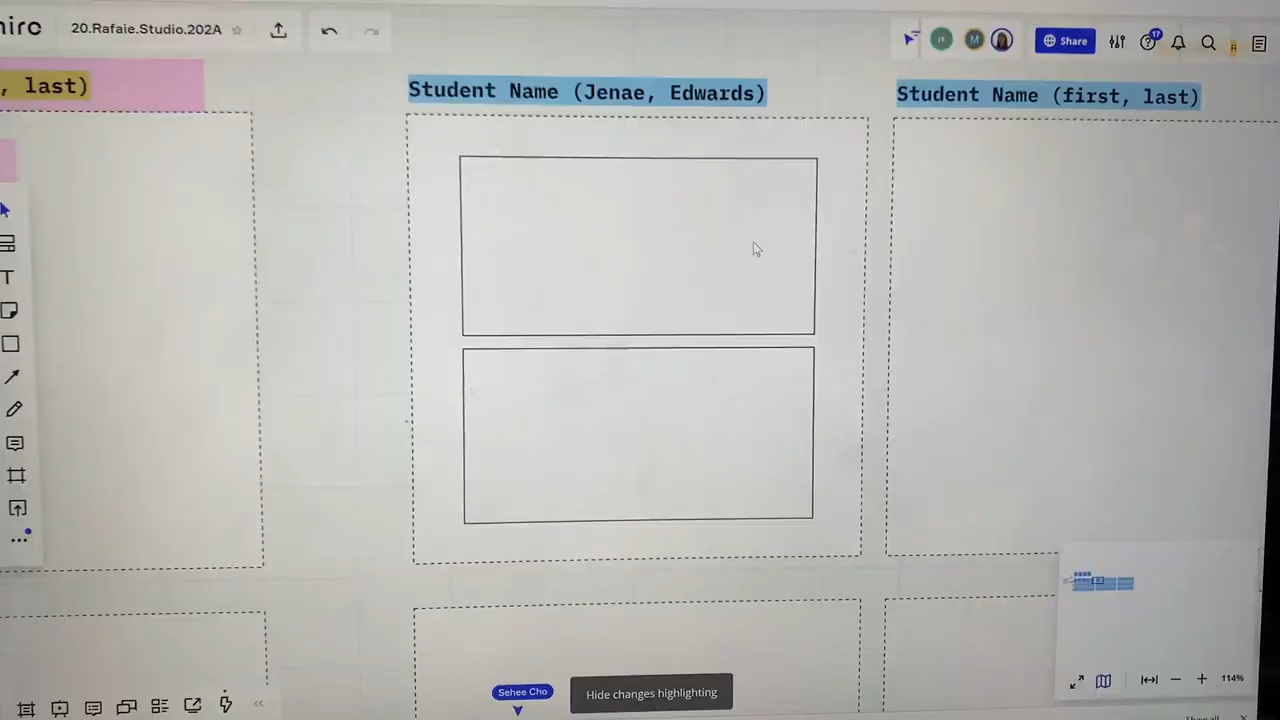 miro
20.Rafaie.Studio.202A
Share
17
, last)
Student Name (Jenae, Edwards)
Student Name (first, last)
T
M
Sehee Cho
Hide changes highlighting
114%